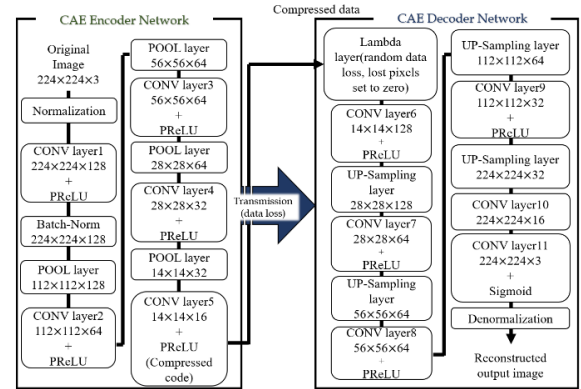 Compressed data
CAE Encoder Network
Original
Image
224×224×3
Normalization
CONV layer1
224×224×128
+
PReLU
Batch-Norm
224×224×128
POOL layer
112×112×128
CONV layer2
112×112×64
+
PReLU
POOL layer
56×56×64
CONV layer3
56×56×64
+
PReLU
POOL layer
28×28×64
CONV layer4
28×28×32
+
PReLU
POOL layer
14×14×32
CONV layer5
14×14×16
+
PReLU
(Compressed
code)
Transmission
(data loss)
CAE Decoder Network
Lambda
layer(random data
loss, lost pixels
set to zero)
CONV layer6
14×14×128
+
PReLU
UP-Sampling
layer
28×28×128
CONV layer7
28×28×64
+
PReLU
UP-Sampling
layer
56×56×64
CONV layer8
56×56×64
+
PReLU
UP-Sampling layer
112×112×64
CONV layer9
112×112×32
+
PReLU
UP-Sampling layer
224×224×32
CONV layer10
224×224×16
CONV layer11
224×224×3
+
Sigmoid
Denormalization
Reconstructed
output image